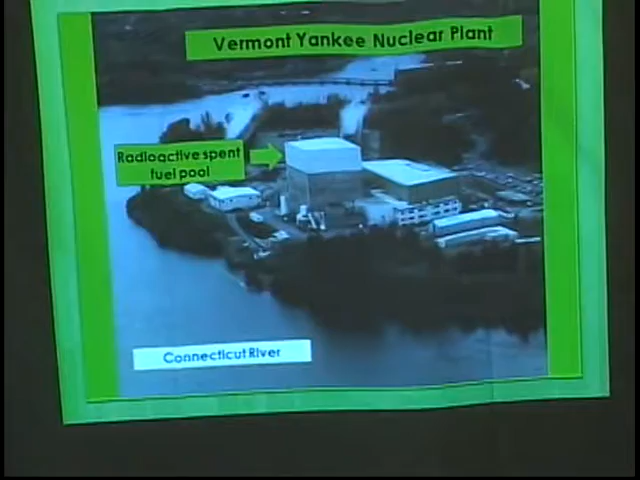 Vermont Yankee Nuclear Plant
Radioactive spent
fuel pool
Connecticut River